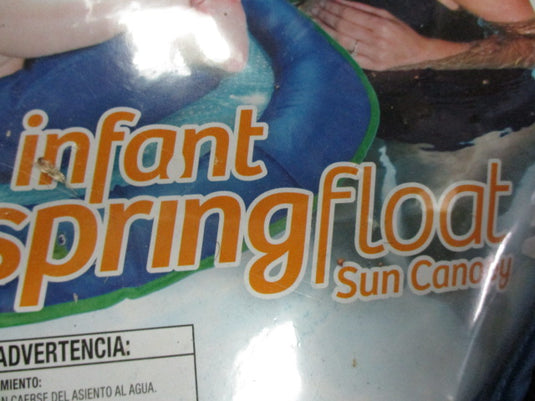 infant
springfloat
Sun Canopy
ADVERTENCIA:
MIENTO:
CAERSE DEL ASIENTO AL AGUA.